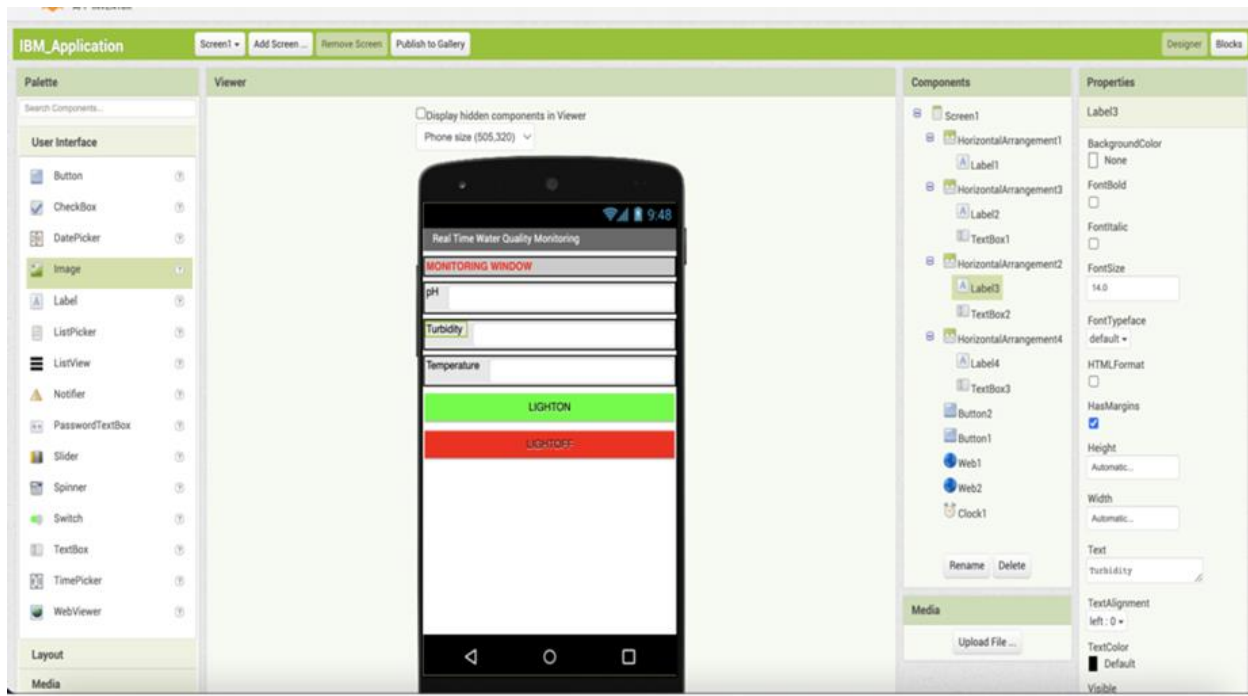 IBM_Application
Screen1
Add Screen ...
Remove Screen
Publish to Gallery
Designer
Blocks
Palette
Search Components...
User Interface
Button
CheckBox
DatePicker
Image
Label
ListPicker
ListView
Notifier
PasswordTextBox
Slider
Spinner
Switch
TextBox
TimePicker
WebViewer
Layout
Media
Viewer
Display hidden components in Viewer
Phone size (505,320)
9:48
Real Time Water Quality Monitoring
MONITORING WINDOW
pH
Turbidity
Temperature
LIGHTON
LIGHTOFF
Components
Screen1
HorizontalArrangement1
Label1
HorizontalArrangement3
Label2
TextBox1
HorizontalArrangement2
Label3
TextBox2
HorizontalArrangement4
Label4
TextBox3
Button2
Button1
Web1
Web2
Clock1
Rename
Delete
Media
Upload File ...
Properties
Label3
BackgroundColor
None
FontBold
FontItalic
FontSize
14.0
FontTypeface
default
HTMLFormat
HasMargins
Height
Automatic...
Width
Automatic...
Text
Turbidity
TextAlignment
left : 0
TextColor
Default
Visible